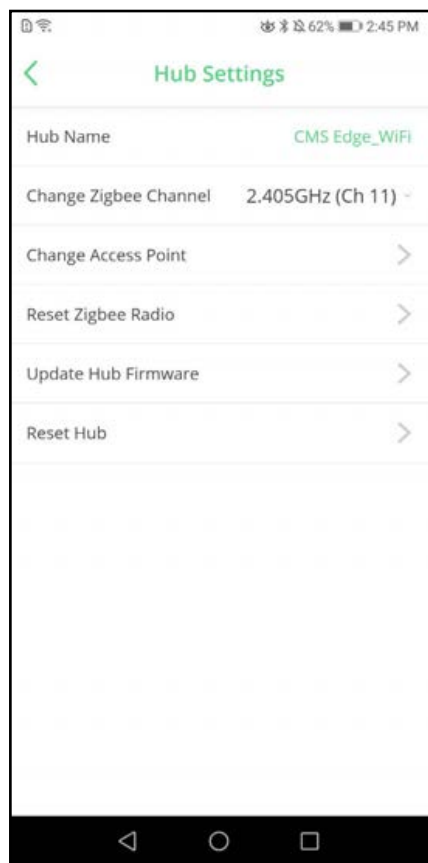 62% 2:45 PM
Hub Settings
Hub Name CMS Edge_WiFi
Change Zigbee Channel 2.405GHz (Ch 11)
Change Access Point
Reset Zigbee Radio
Update Hub Firmware
Reset Hub